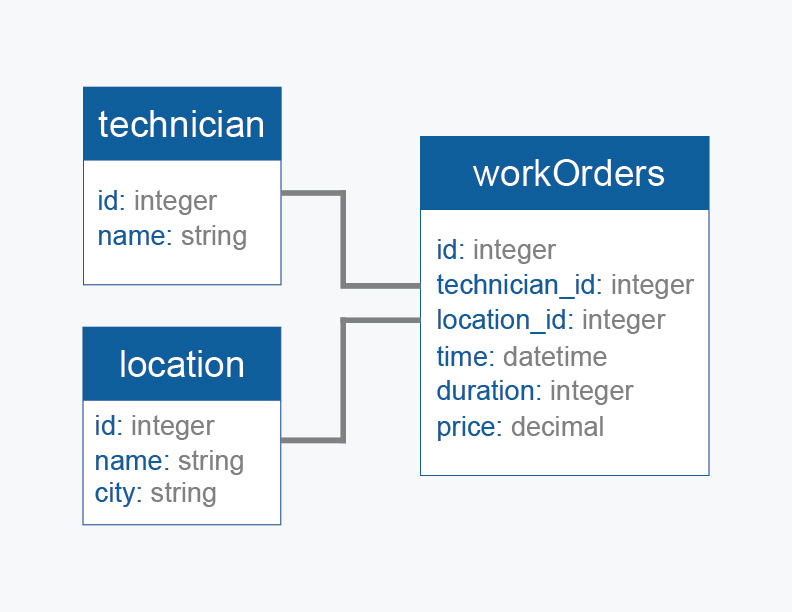 technician
id: integer
name: string
location
id: integer
name: string
city: string
workOrders
id: integer
technician_id: integer
location_id: integer
time: datetime
duration: integer
price: decimal